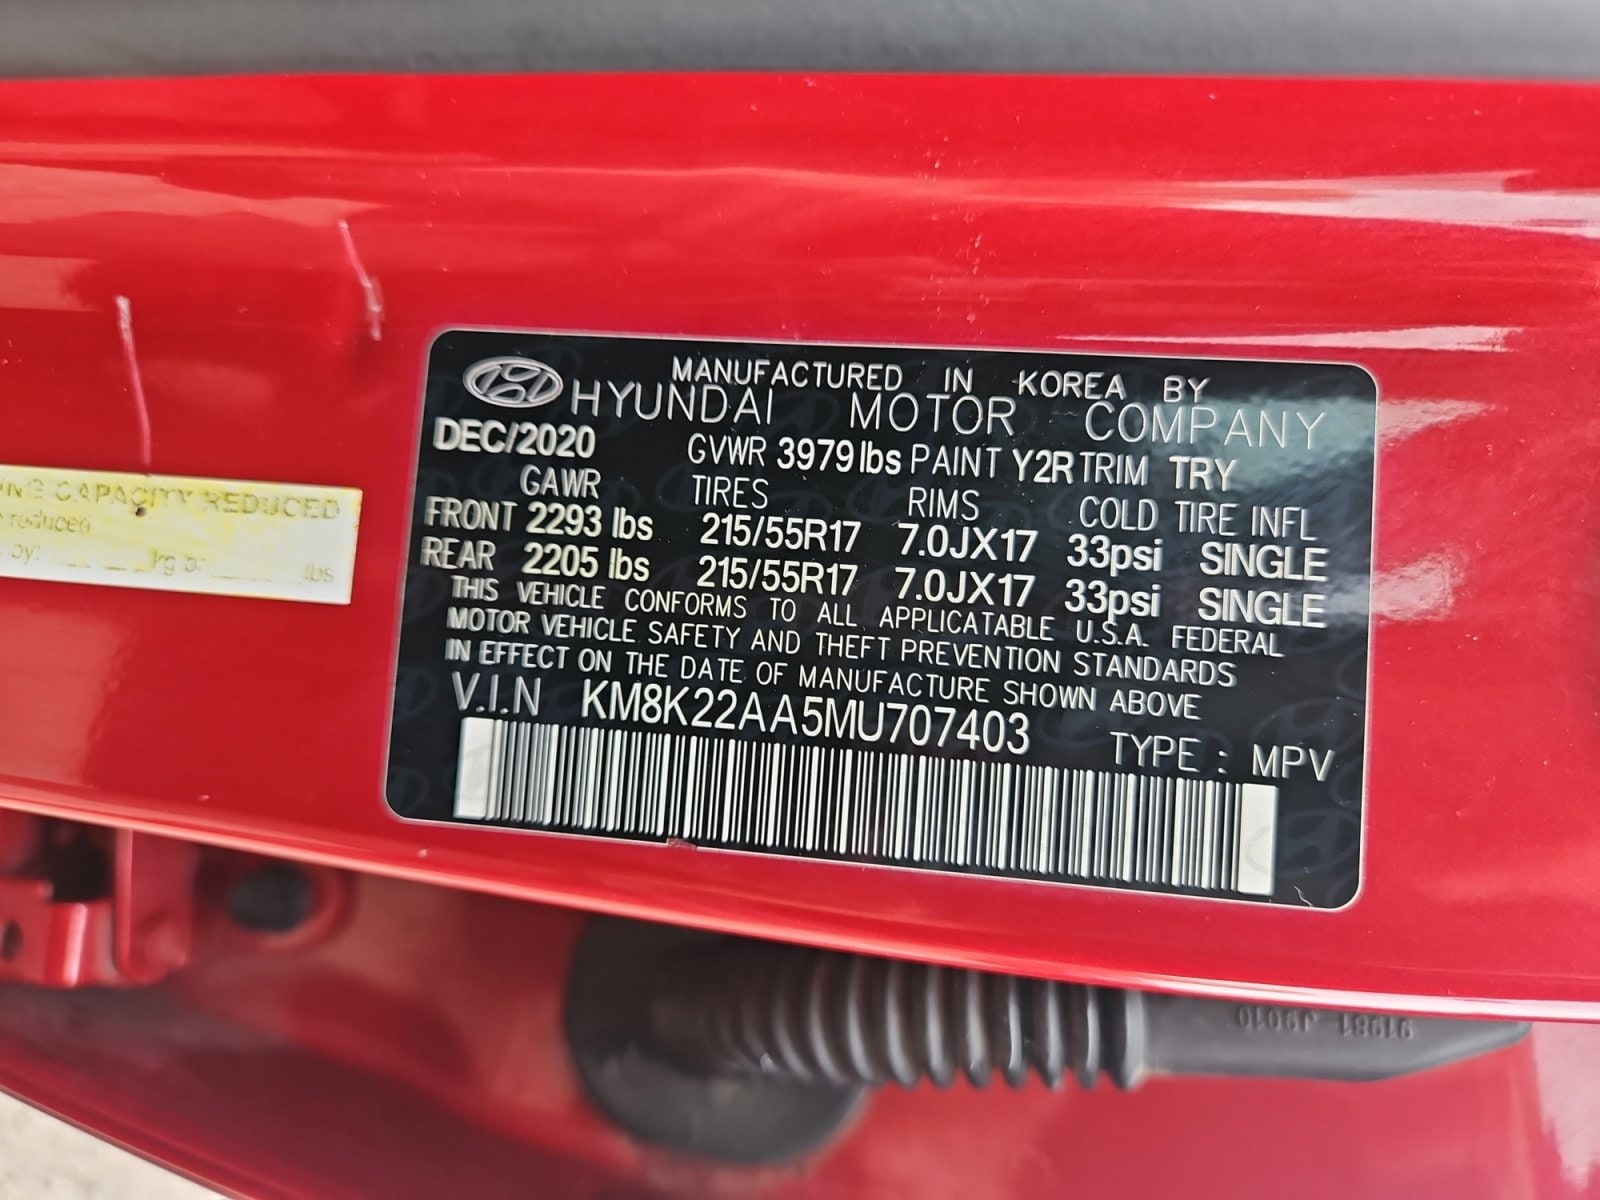 MANUFACTURED IN KOREA BY
HYUNDAI MOTOR COMPANY
DEC/2020 GVWR 3979lbs PAINT Y2R TRIM TRY
GAWR TIRES RIMS COLD TIRE INFL
FRONT 2293 lbs 215/55R17 7.0JX17 33psi SINGLE
REAR 2205 lbs 215/55R17 7.0JX17 33psi SINGLE
THIS VEHICLE CONFORMS TO ALL APPLICATABLE U.S.A. FEDERAL
MOTOR VEHICLE SAFETY AND THEFT PREVENTION STANDARDS
IN EFFECT ON THE DATE OF MANUFACTURE SHOWN ABOVE
V.I.N KM8K22AA5MU707403 TYPE : MPV
CAPACITY REDUCED
reduced
by: kg or lbs
91981 J9010